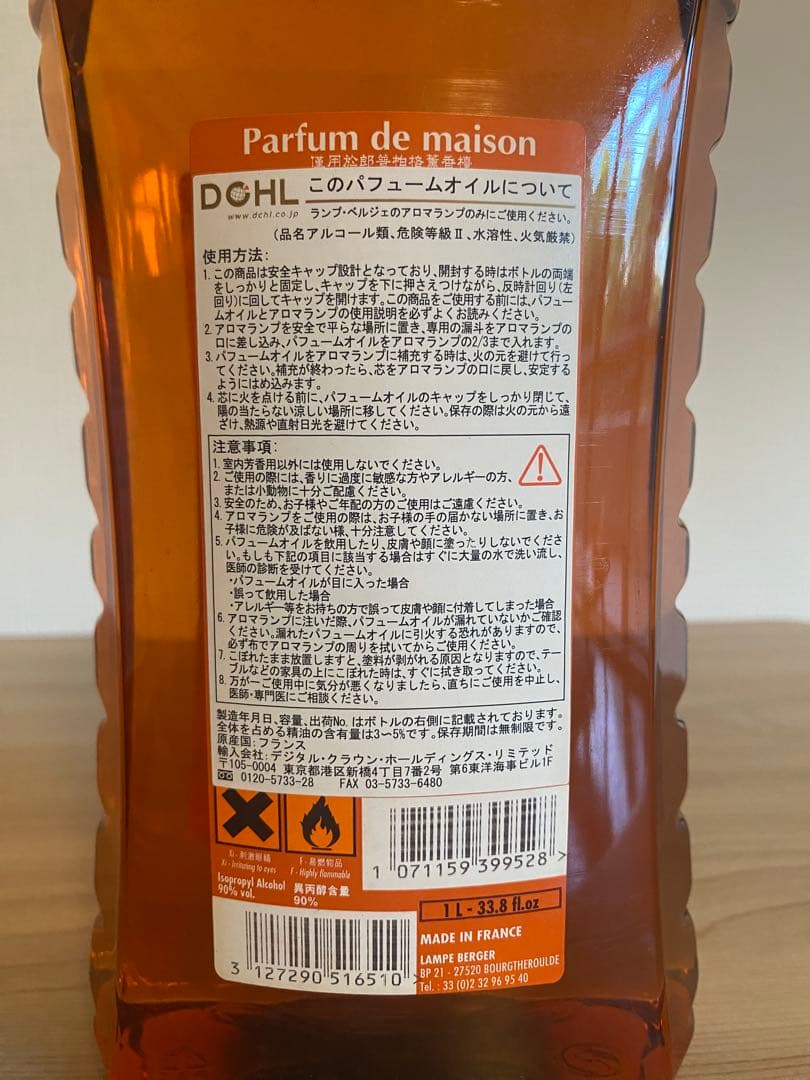 Parfum de maison
DCHL このパフュームオイルについて
www.dchl.co.jp ランプ・ベルジェのアロマランプのみにご使用ください。
(品名アルコール類、危険等級Ⅱ、水溶性、火気厳禁)
使用方法:
1. この商品は安全キャップ設計となっており、開封する時はボトルの両端
をしっかりと固定し、キャップを下に押さえつけながら、反時計回り(左
回り)に回してキャップを開けます。この商品をご使用する前には、パフュー
ムオイルとアロマランプの使用説明を必ずよくお読みください。
2. アロマランプを安全で平らな場所に置き、専用の漏斗をアロマランプの
口に差し込み、パフュームオイルをアロマランプの2/3まで入れます。
3. パフュームオイルをアロマランプに補充する時は、火の元を避けて行っ
てください。補充が終わったら、芯をアロマランプの口に戻し、安定する
ようにはめ込みます。
4. 芯に火を点ける前に、パフュームオイルのキャップをしっかり閉じて、
陽の当たらない涼しい場所に移してください。保存の際は火の元から遠
ざけ、熱源や直射日光を避けてください。
注意事項:
1. 室内芳香用以外には使用しないでください。
2. ご使用の際には、香りに過度に敏感な方やアレルギーの方、
または小動物に十分ご配慮ください。
3. 安全のため、お子様やご年配の方のご使用はご遠慮ください。
4. アロマランプをご使用の際は、お子様の手の届かない場所に置き、お
子様に危険が及ばない様、十分注意してください。
5. パフュームオイルを飲用したり、皮膚や顔に塗ったりしないでくださ
い。もしも下記の項目に該当する場合はすぐに大量の水で洗い流し、
医師の診断を受けてください。
・パフュームオイルが目に入った場合
・誤って飲用した場合
・アレルギー等をお持ちの方で誤って皮膚や顔に付着してしまった場合
6. アロマランプに注いだ際、パフュームオイルが漏れていないかご確認
ください。漏れたパフュームオイルに引火する恐れがありますので、
必ず布でアロマランプの周りを拭いてからご使用ください。
7. こぼれたまま放置しますと、塗料が剥がれる原因となりますので、テー
ブルなどの家具の上にこぼれた時は、すぐに拭き取ってください。
8. 万が一ご使用中に気分が悪くなりましたら、直ちにご使用を中止し、
医師・専門医にご相談ください。
製造年月日、容量、出荷No. はボトルの右側に記載されております。
全体を占める精油の含有量は3〜5%です。保存期間は無制限です。
原産国:フランス
輸入会社:デジタル・クラウン・ホールディングス・リミテッド
〒105-0004 東京都港区新橋4丁目7番2号 第6東洋海事ビル1F
0120-5733-28 FAX 03-5733-6480
Xi - 刺激眼睛
Xi - Irritating to eyes
F - 易燃物品
F - Highly flammable
Isopropyl Alcohol
90% vol.
異丙醇含量
90%
1 071159 399528 >
1 L - 33.8 fl.oz
MADE IN FRANCE
LAMPE BERGER
BP 21 - 27520 BOURGTHEROULDE
Tel. : 33 (0)2 32 96 95 40
3 127290 516510 >